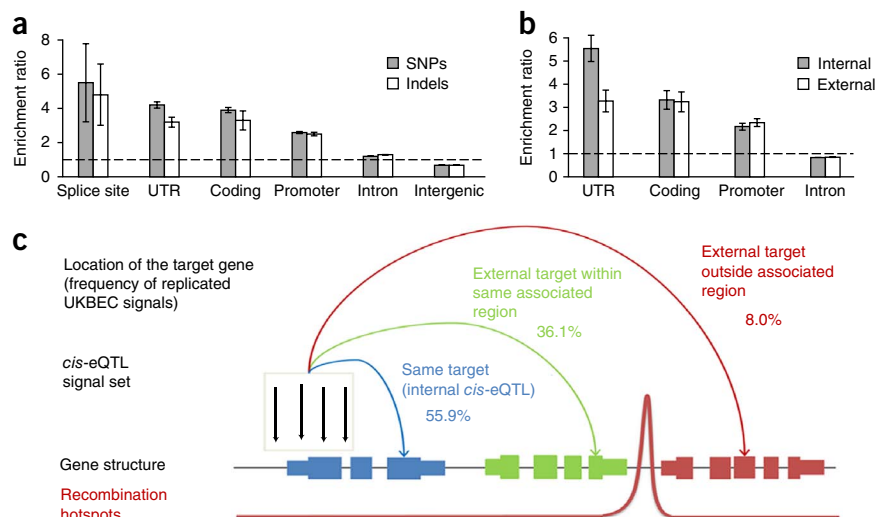 a
Enrichment ratio
8
6
4
2
0
SNPs
Indels
Splice site UTR Coding Promoter Intron Intergenic
b
Enrichment ratio
6
5
4
3
2
1
0
Internal
External
UTR Coding Promoter Intron
c
Location of the target gene
(frequency of replicated
UKBEC signals)
External target within
same associated
region
36.1%
External target
outside associated
region
8.0%
cis-eQTL
signal set
Same target
(internal cis-eQTL)
55.9%
Gene structure
Recombination
hotspots